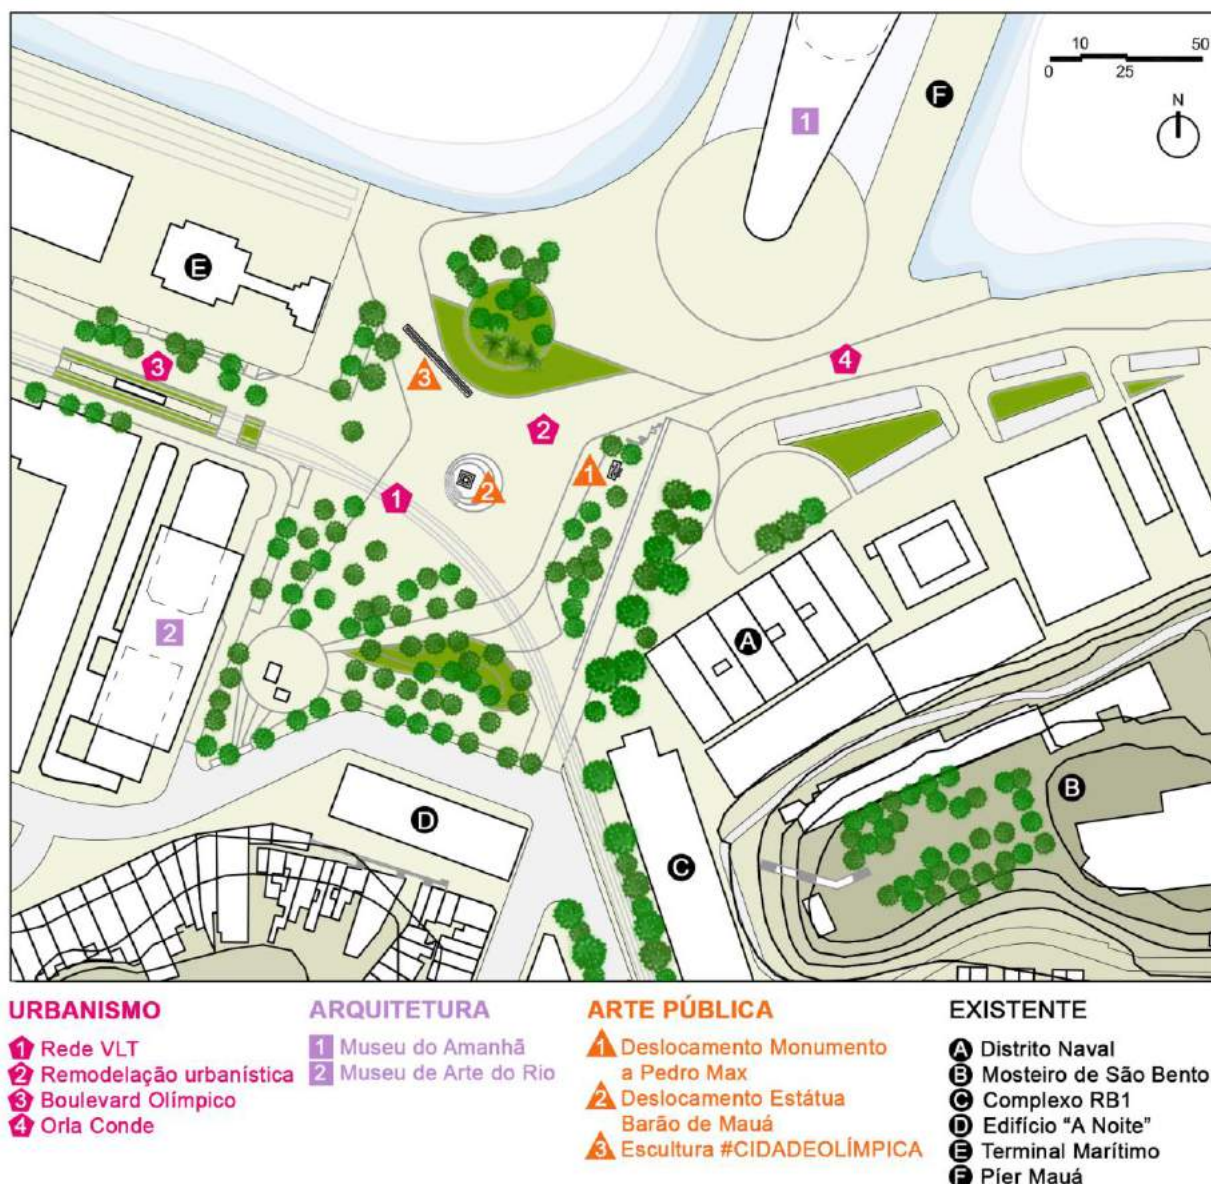 10 50
0 25
N
F
1
E
3
4
3
2
1
2
1
2
A
B
D
C
URBANISMO
1 Rede VLT
2 Remodelação urbanística
3 Boulevard Olímpico
4 Orla Conde
ARQUITETURA
1 Museu do Amanhã
2 Museu de Arte do Rio
ARTE PÚBLICA
1 Deslocamento Monumento
a Pedro Max
2 Deslocamento Estátua
Barão de Mauá
3 Escultura #CIDADEOLÍMPICA
EXISTENTE
A Distrito Naval
B Mosteiro de São Bento
C Complexo RB1
D Edifício “A Noite”
E Terminal Marítimo
F Píer Mauá